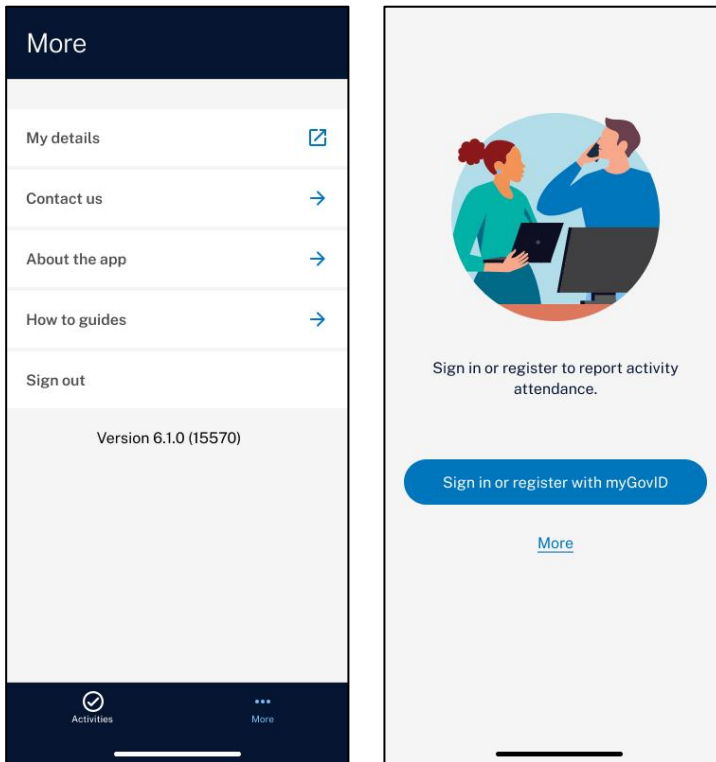 More
My details
Contact us
About the app
How to guides
Sign out
Version 6.1.0 (15570)
Activities
More
Sign in or register to report activity
attendance.
Sign in or register with myGovID
More